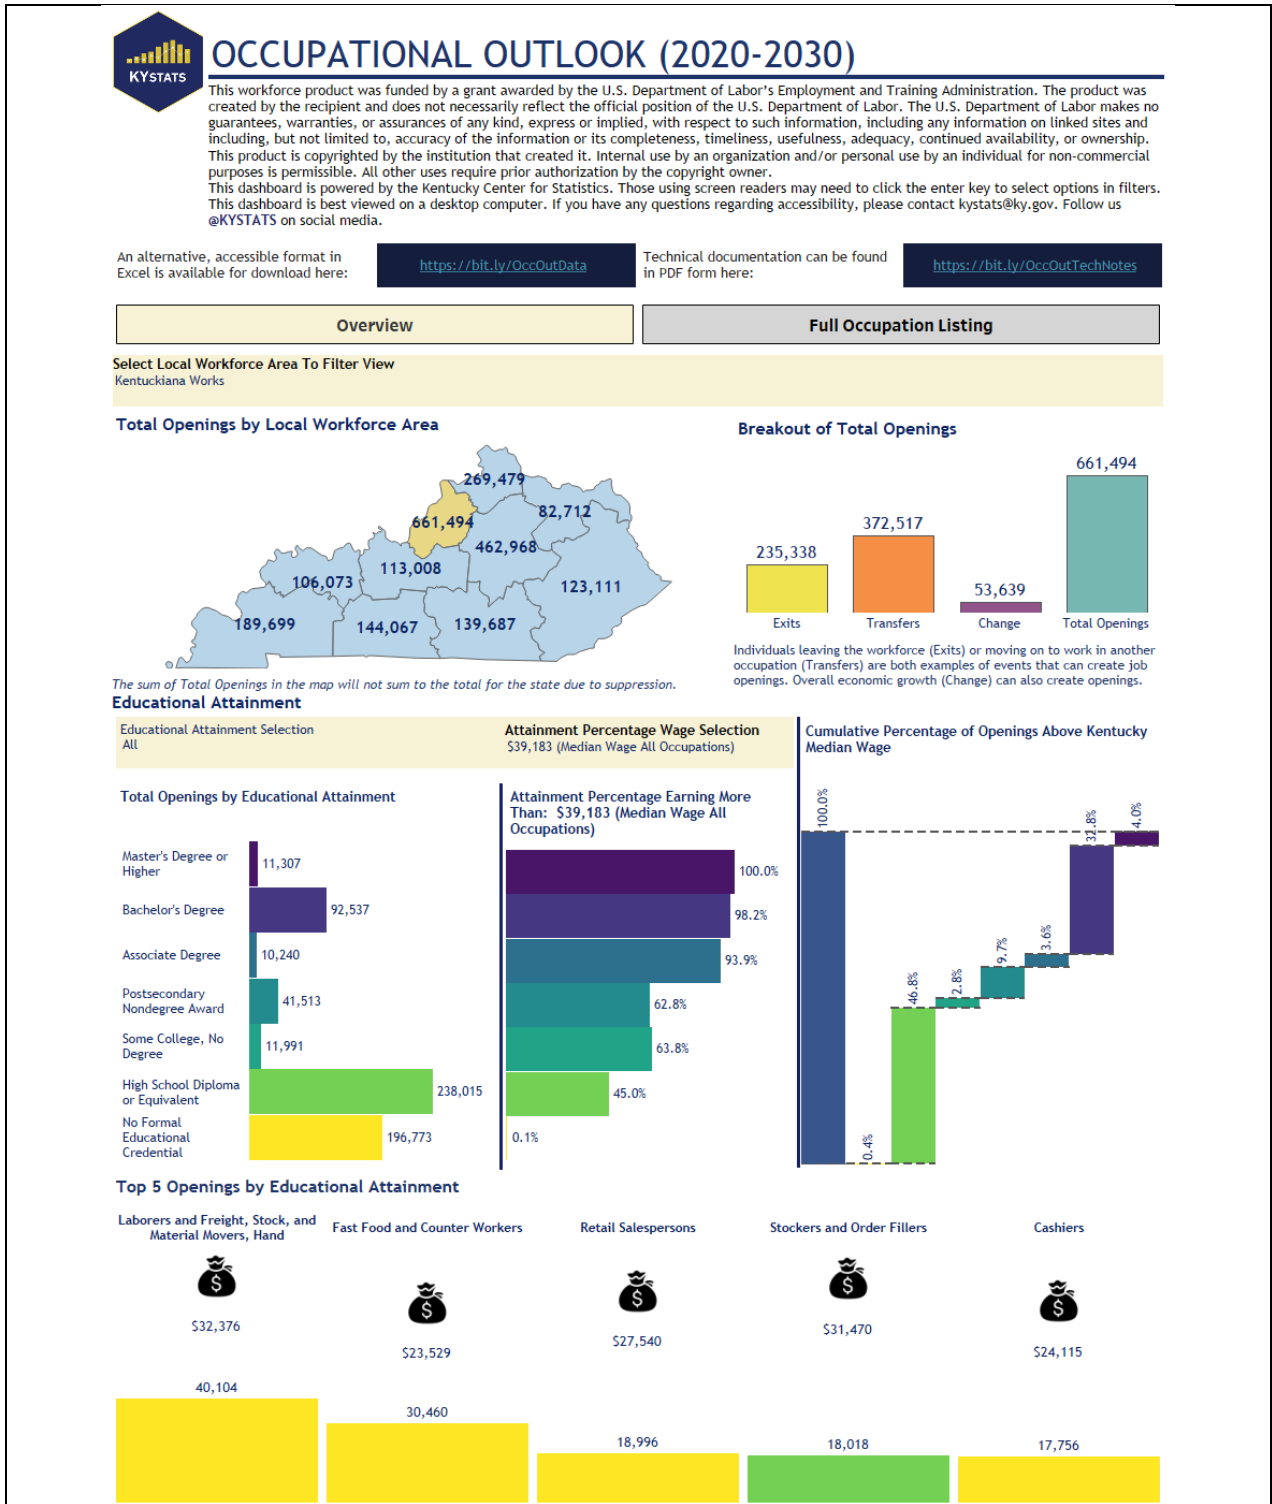 KYSTATS
OCCUPATIONAL OUTLOOK (2020-2030)
This workforce product was funded by a grant awarded by the U.S. Department of Labor's Employment and Training Administration. The product was
created by the recipient and does not necessarily reflect the official position of the U.S. Department of Labor. The U.S. Department of Labor makes no
guarantees, warranties, or assurances of any kind, express or implied, with respect to such information, including any information on linked sites and
including, but not limited to, accuracy of the information or its completeness, timeliness, usefulness, adequacy, continued availability, or ownership.
This product is copyrighted by the institution that created it. Internal use by an organization and/or personal use by an individual for non-commercial
purposes is permissible. All other uses require prior authorization by the copyright owner.
This dashboard is powered by the Kentucky Center for Statistics. Those using screen readers may need to click the enter key to select options in filters.
This dashboard is best viewed on a desktop computer. If you have any questions regarding accessibility, please contact kystats@ky.gov. Follow us
@KYSTATS on social media.
An alternative, accessible format in
Excel is available for download here:
https://bit.ly/OccOutData
Technical documentation can be found
in PDF form here:
https://bit.ly/OccOutTechNotes
Overview
Full Occupation Listing
Select Local Workforce Area To Filter View
Kentuckiana Works
Total Openings by Local Workforce Area
269,479
82,712
661,494
462,968
113,008
106,073
123,111
189,699
144,067
139,687
The sum of Total Openings in the map will not sum to the total for the state due to suppression.
Breakout of Total Openings
661,494
372,517
235,338
53,639
Exits
Transfers
Change
Total Openings
Individuals leaving the workforce (Exits) or moving on to work in another
occupation (Transfers) are both examples of events that can create job
openings. Overall economic growth (Change) can also create openings.
Educational Attainment
Educational Attainment Selection
All
Attainment Percentage Wage Selection
$39,183 (Median Wage All Occupations)
Total Openings by Educational Attainment
Master's Degree or
Higher
11,307
Bachelor's Degree
92,537
Associate Degree
10,240
Postsecondary
Nondegree Award
41,513
Some College, No
Degree
11,991
High School Diploma
or Equivalent
238,015
No Formal
Educational
Credential
196,773
Attainment Percentage Earning More
Than: $39,183 (Median Wage All
Occupations)
100.0%
98.2%
93.9%
62.8%
63.8%
45.0%
0.1%
Cumulative Percentage of Openings Above Kentucky
Median Wage
100.0%
0.4%
46.8%
2.8%
9.7%
3.6%
32.8%
4.0%
Top 5 Openings by Educational Attainment
Laborers and Freight, Stock, and
Material Movers, Hand
Fast Food and Counter Workers
Retail Salespersons
Stockers and Order Fillers
Cashiers
$
$
$
$
$
$32,376
$23,529
$27,540
$31,470
$24,115
40,104
30,460
18,996
18,018
17,756